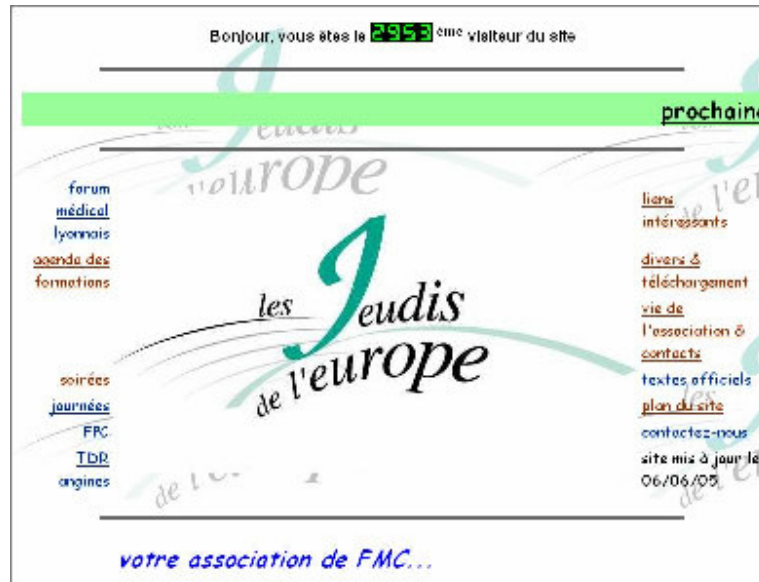 Bonjour, vous êtes le 2953 ème visiteur du site
prochaine
forum
médical
lyonnais
agenda des
formations
soirées
journées
FPC
TDR
angines
les Jeudis
de l'europe
liens
intéressants
divers &
téléchargement
vie de
l'association &
contacts
textes officiels
plan du site
contactez-nous
site mis à jour le
06/06/05
votre association de FMC...